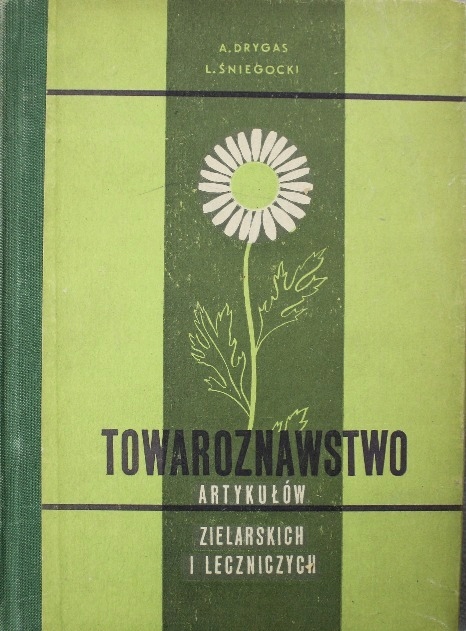 A. DRYGAS
L. ŚNIEGOCKI
TOWAROZNAWSTWO
ARTYKUŁÓW
ZIELARSKICH
I LECZNICZYCH